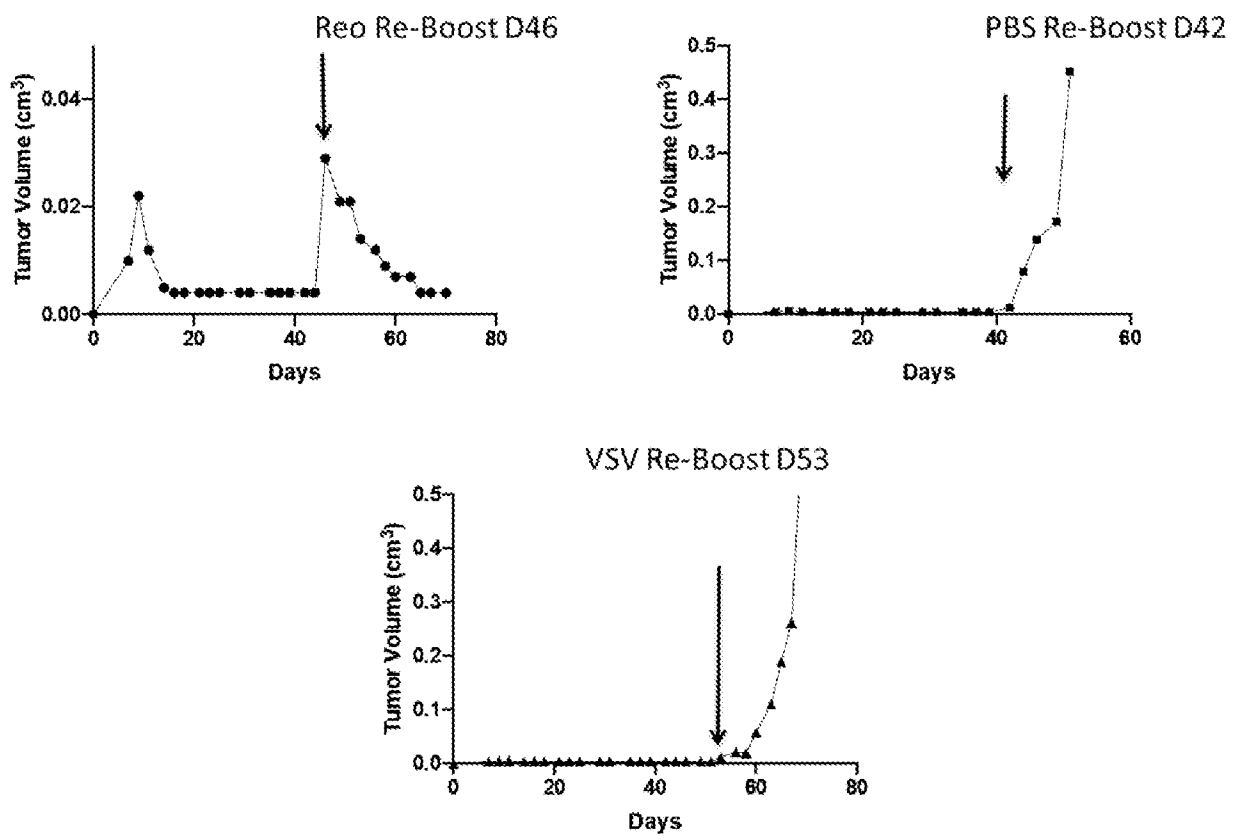 Reo Re-Boost D46
Tumor Volume (cm³)
0.04
0.02
0.00
0 20 40 60 80
Days
PBS Re-Boost D42
Tumor Volume (cm³)
0.5
0.4
0.3
0.2
0.1
0.0
0 20 40 60
Days
VSV Re-Boost D53
Tumor Volume (cm³)
0.5
0.4
0.3
0.2
0.1
0.0
0 20 40 60 80
Days